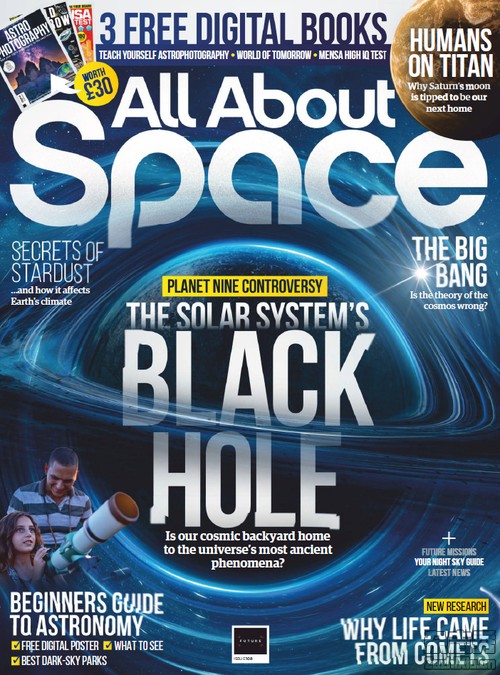 3 FREE DIGITAL BOOKS
TEACH YOURSELF ASTROPHOTOGRAPHY • WORLD OF TOMORROW • MENSA HIGH IQ TEST
ASTRO
PHOTOGRAPHY
WORTH
£30
HUMANS
ON TITAN
Why Saturn's moon
is tipped to be our
next home
All About
Space
SECRETS OF
STARDUST
...and how it affects
Earth's climate
THE BIG
BANG
Is the theory of the
cosmos wrong?
PLANET NINE CONTROVERSY
THE SOLAR SYSTEM'S
BLACK
HOLE
Is our cosmic backyard home
to the universe's most ancient
phenomena?
+
FUTURE MISSIONS
YOUR NIGHT SKY GUIDE
LATEST NEWS
BEGINNERS GUIDE
TO ASTRONOMY
FREE DIGITAL POSTER
WHAT TO SEE
BEST DARK-SKY PARKS
FUTURE
NEW RESEARCH
WHY LIFE CAME
FROM COMETS